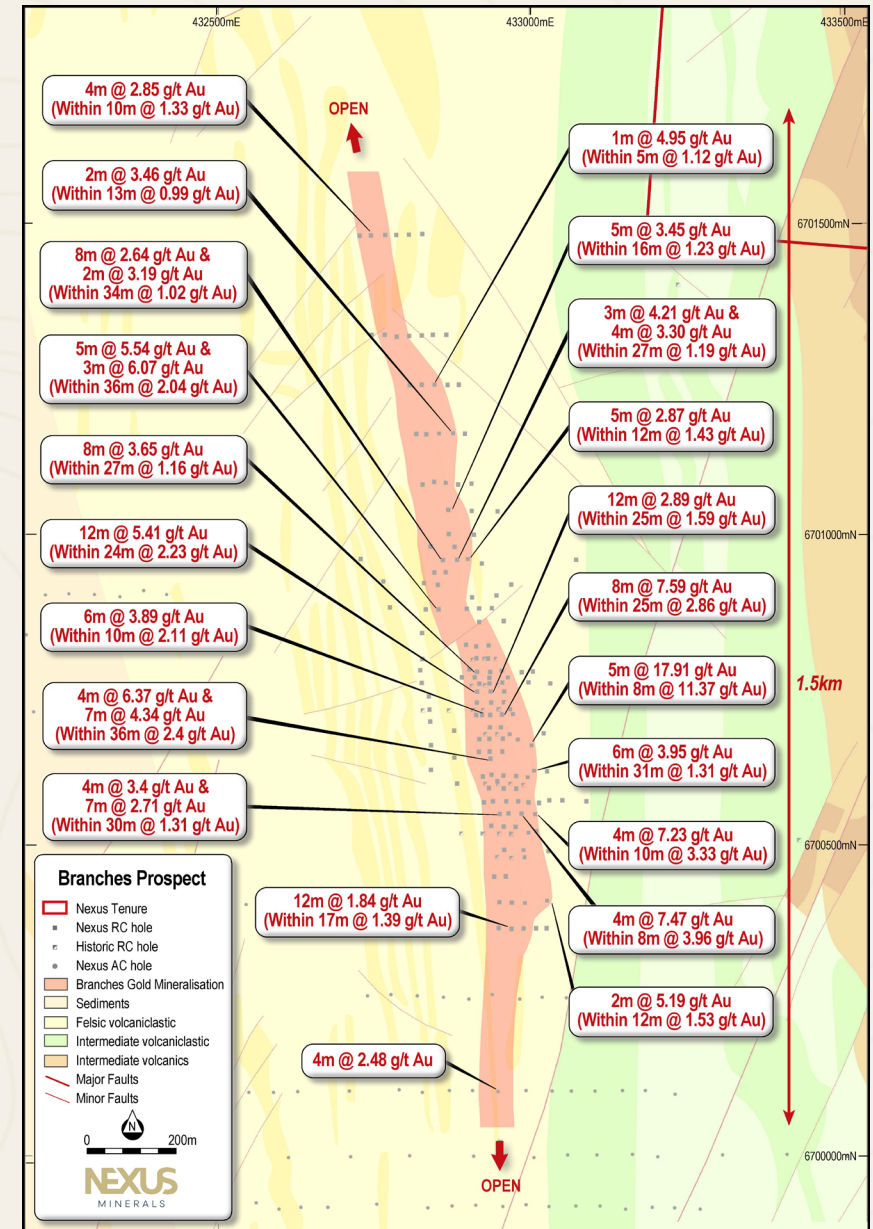 432500mE
433000mE
433500mE
4m @ 2.85 g/t Au
(Within 10m @ 1.33 g/t Au)
2m @ 3.46 g/t Au
(Within 13m @ 0.99 g/t Au)
8m @ 2.64 g/t Au &
2m @ 3.19 g/t Au
(Within 34m @ 1.02 g/t Au)
5m @ 5.54 g/t Au &
3m @ 6.07 g/t Au
(Within 36m @ 2.04 g/t Au)
8m @ 3.65 g/t Au
(Within 27m @ 1.16 g/t Au)
12m @ 5.41 g/t Au
(Within 24m @ 2.23 g/t Au)
6m @ 3.89 g/t Au
(Within 10m @ 2.11 g/t Au)
4m @ 6.37 g/t Au &
7m @ 4.34 g/t Au
(Within 36m @ 2.4 g/t Au)
4m @ 3.4 g/t Au &
7m @ 2.71 g/t Au
(Within 30m @ 1.31 g/t Au)
OPEN
12m @ 1.84 g/t Au
(Within 17m @ 1.39 g/t Au)
4m @ 2.48 g/t Au
OPEN
1m @ 4.95 g/t Au
(Within 5m @ 1.12 g/t Au)
5m @ 3.45 g/t Au
(Within 16m @ 1.23 g/t Au)
3m @ 4.21 g/t Au &
4m @ 3.30 g/t Au
(Within 27m @ 1.19 g/t Au)
5m @ 2.87 g/t Au
(Within 12m @ 1.43 g/t Au)
12m @ 2.89 g/t Au
(Within 25m @ 1.59 g/t Au)
8m @ 7.59 g/t Au
(Within 25m @ 2.86 g/t Au)
5m @ 17.91 g/t Au
(Within 8m @ 11.37 g/t Au)
6m @ 3.95 g/t Au
(Within 31m @ 1.31 g/t Au)
4m @ 7.23 g/t Au
(Within 10m @ 3.33 g/t Au)
4m @ 7.47 g/t Au
(Within 8m @ 3.96 g/t Au)
2m @ 5.19 g/t Au
(Within 12m @ 1.53 g/t Au)
1.5km
6701500mN
6701000mN
6700500mN
6700000mN
Branches Prospect
Nexus Tenure
Nexus RC hole
Historic RC hole
Nexus AC hole
Branches Gold Mineralisation
Sediments
Felsic volcaniclastic
Intermediate volcaniclastic
Intermediate volcanics
Major Faults
Minor Faults
N
0 200m
NEXUS
MINERALS